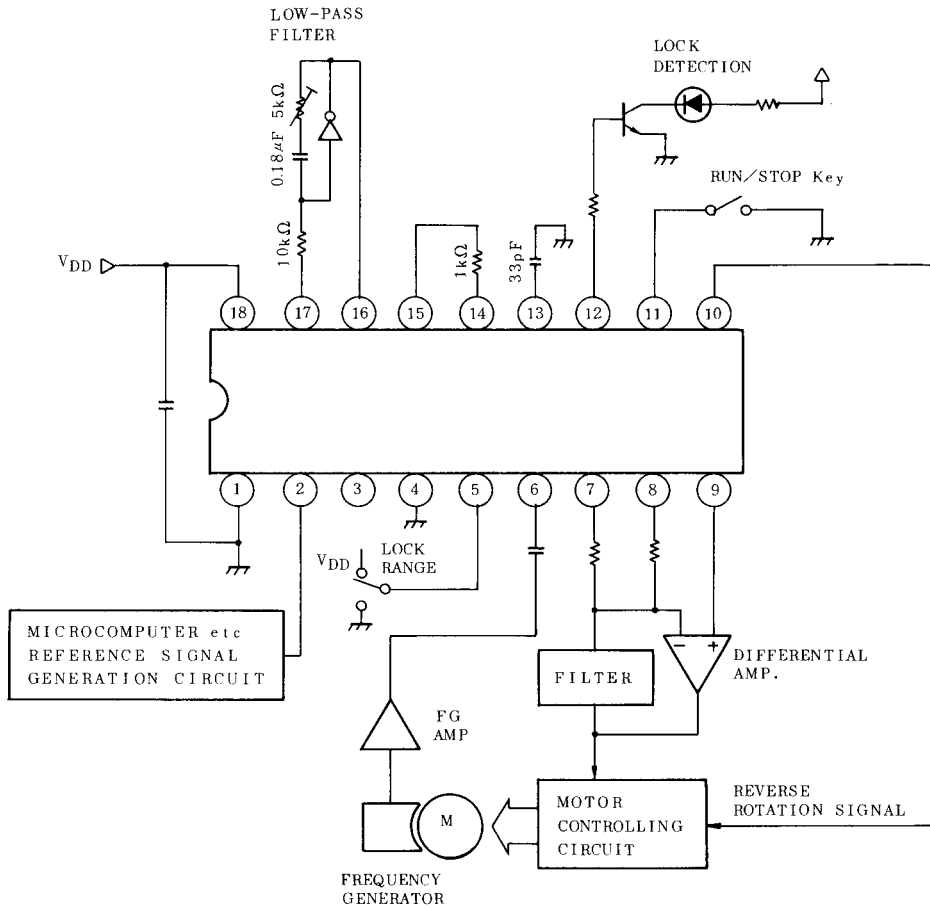 LOW-PASS
FILTER
LOCK
DETECTION
5kΩ
0.18μF
10kΩ
1kΩ
33pF
RUN/STOP Key
VDD
18
17
16
15
14
13
12
11
10
1
2
3
4
5
6
7
8
9
VDD
LOCK
RANGE
MICROCOMPUTER etc
REFERENCE SIGNAL
GENERATION CIRCUIT
FILTER
− +
DIFFERENTIAL
AMP.
FG
AMP
M
MOTOR
CONTROLLING
CIRCUIT
REVERSE
ROTATION SIGNAL
FREQUENCY
GENERATOR